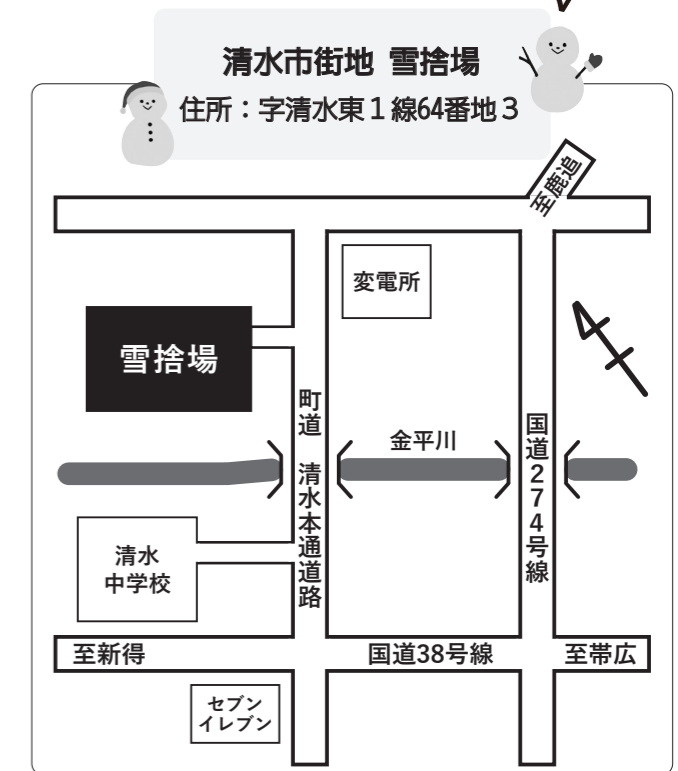 清水市街地 雪捨場
住所：字清水東１線64番地３
至鹿追
変電所
雪捨場
町道 清水本通道路
金平川
国道274号線
清水
中学校
至新得
国道38号線
至帯広
セブン
イレブン